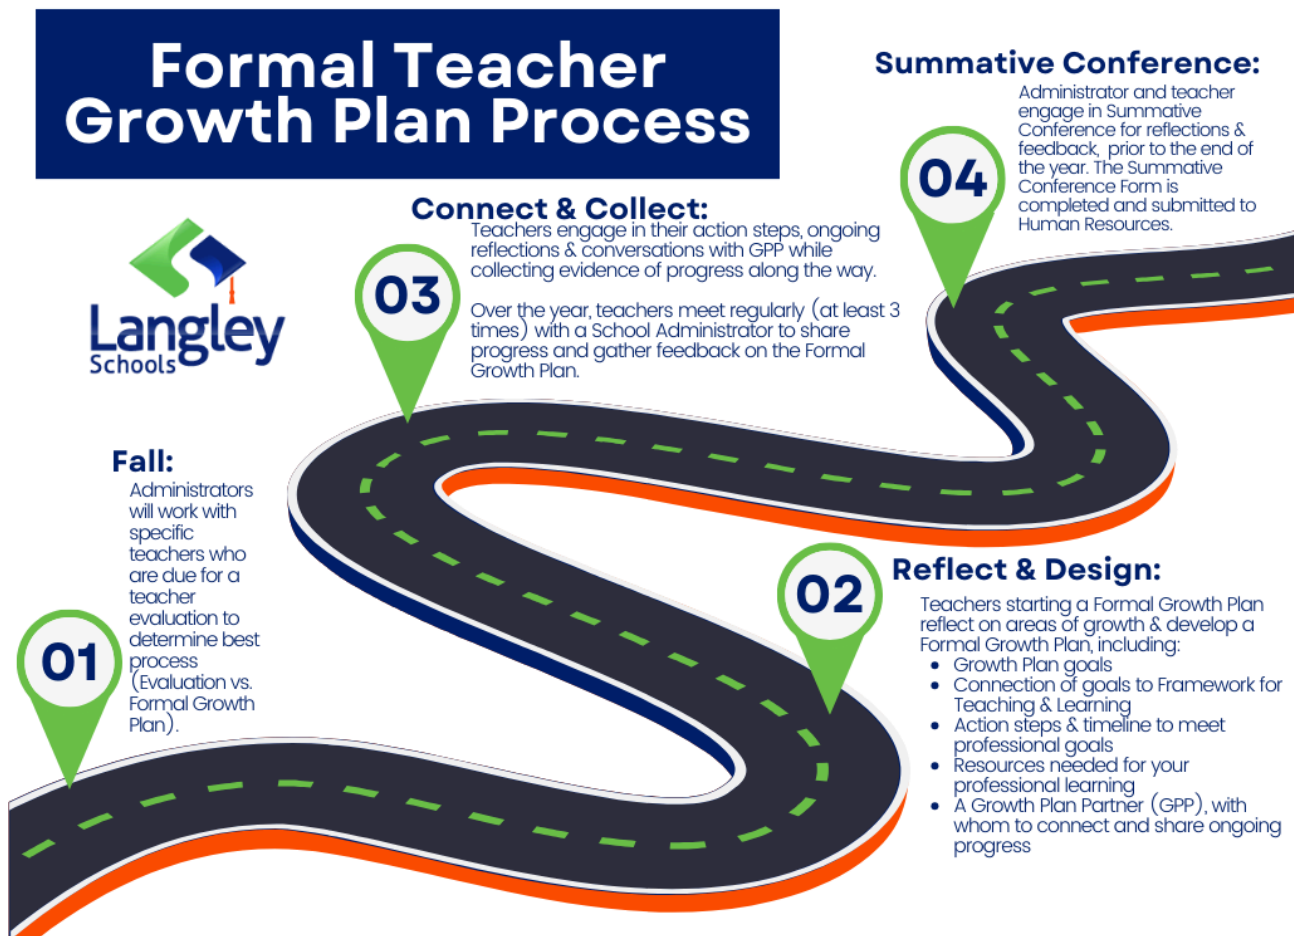 Formal Teacher
Growth Plan Process
Langley
Schools
Fall:
Administrators
will work with
specific
teachers who
are due for a
teacher
evaluation to
determine best
process
(Evaluation vs.
Formal Growth
Plan).
01
Reflect & Design:
02
Teachers starting a Formal Growth Plan
reflect on areas of growth & develop a
Formal Growth Plan, including:
• Growth Plan goals
• Connection of goals to Framework for
Teaching & Learning
• Action steps & timeline to meet
professional goals
• Resources needed for your
professional learning
• A Growth Plan Partner (GPP), with
whom to connect and share ongoing
progress
Connect & Collect:
03
Teachers engage in their action steps, ongoing
reflections & conversations with GPP while
collecting evidence of progress along the way.
Over the year, teachers meet regularly (at least 3
times) with a School Administrator to share
progress and gather feedback on the Formal
Growth Plan.
Summative Conference:
04
Administrator and teacher
engage in Summative
Conference for reflections &
feedback, prior to the end of
the year. The Summative
Conference Form is
completed and submitted to
Human Resources.